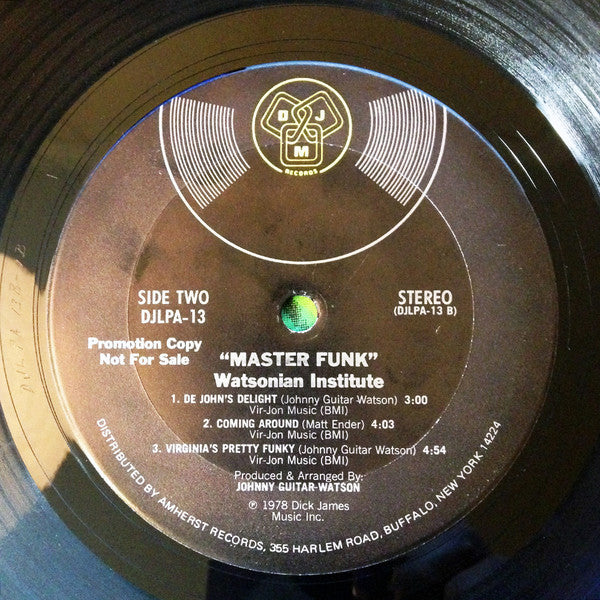 D J
M
RECORDS
SIDE TWO
DJLPA-13
STEREO
(DJLPA-13 B)
Promotion Copy
Not For Sale
"MASTER FUNK"
Watsonian Institute
1. DE JOHN'S DELIGHT (Johnny Guitar Watson) 3:00
Vir-Jon Music (BMI)
2. COMING AROUND (Matt Ender) 4:03
Vir-Jon Music (BMI)
3. VIRGINIA'S PRETTY FUNKY (Johnny Guitar Watson) 4:54
Vir-Jon Music (BMI)
Produced & Arranged By:
JOHNNY GUITAR-WATSON
℗ 1978 Dick James
Music Inc.
DISTRIBUTED BY AMHERST RECORDS, 355 HARLEM ROAD, BUFFALO, NEW YORK 14224